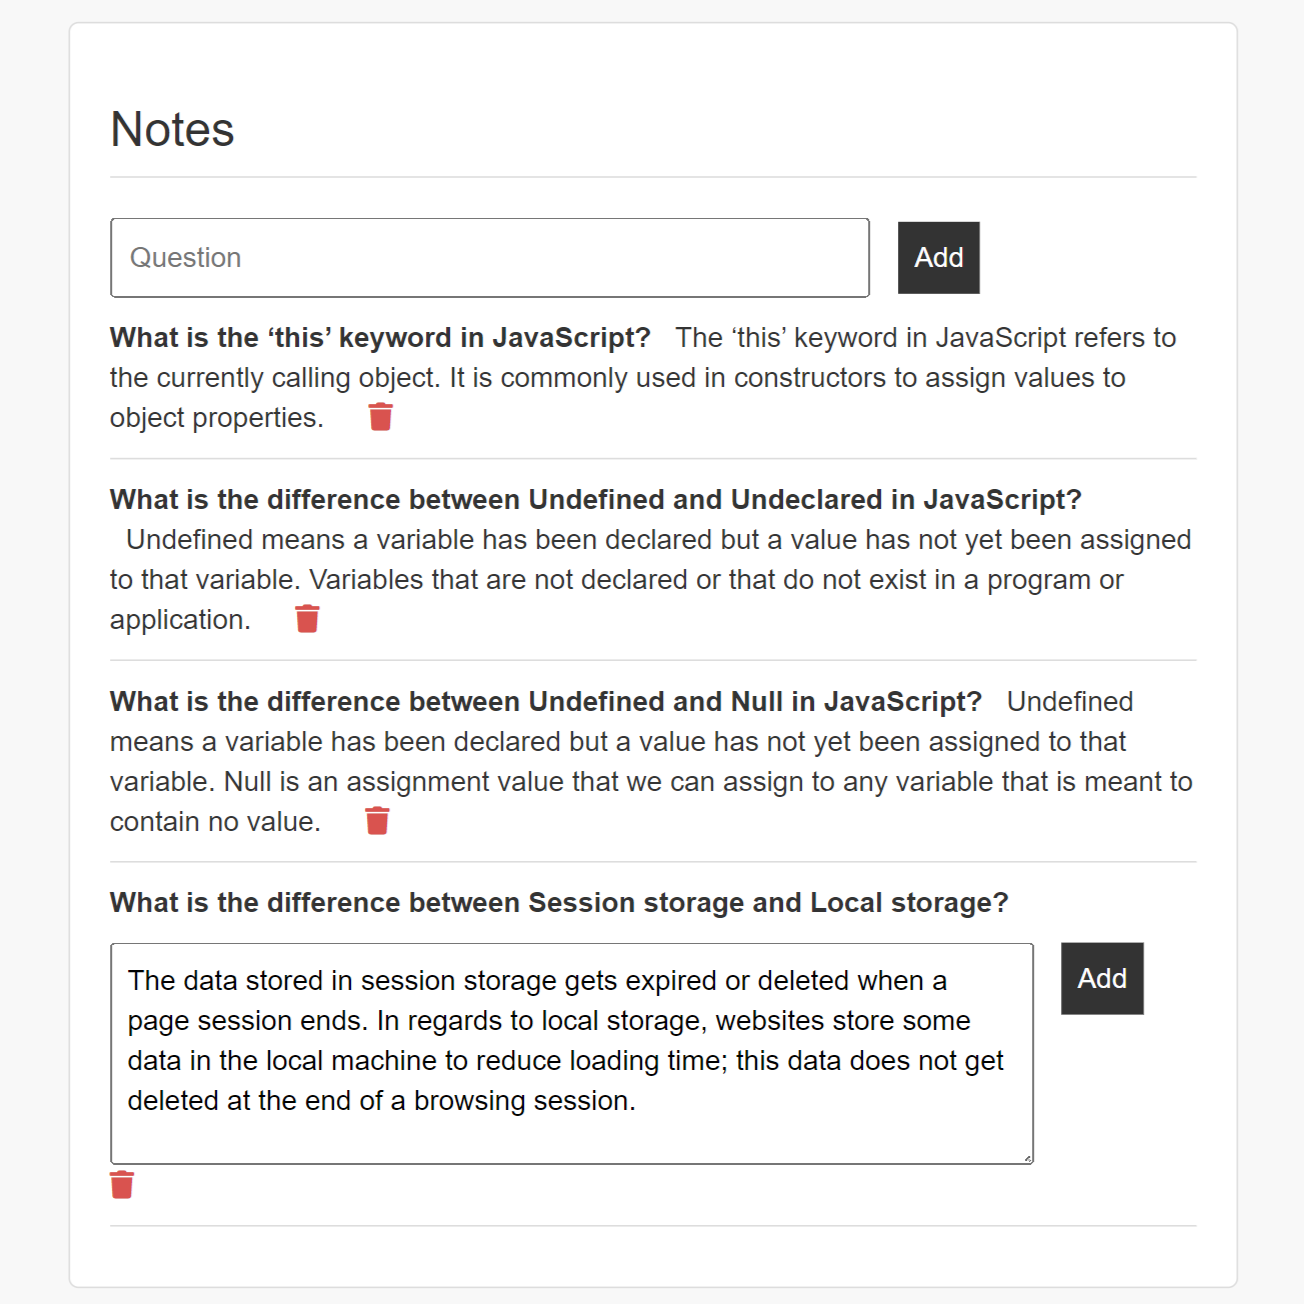 Notes
Question
Add
What is the ‘this’ keyword in JavaScript? The ‘this’ keyword in JavaScript refers to
the currently calling object. It is commonly used in constructors to assign values to
object properties.
What is the difference between Undefined and Undeclared in JavaScript?
Undefined means a variable has been declared but a value has not yet been assigned
to that variable. Variables that are not declared or that do not exist in a program or
application.
What is the difference between Undefined and Null in JavaScript? Undefined
means a variable has been declared but a value has not yet been assigned to that
variable. Null is an assignment value that we can assign to any variable that is meant to
contain no value.
What is the difference between Session storage and Local storage?
The data stored in session storage gets expired or deleted when a
page session ends. In regards to local storage, websites store some
data in the local machine to reduce loading time; this data does not get
deleted at the end of a browsing session.
Add